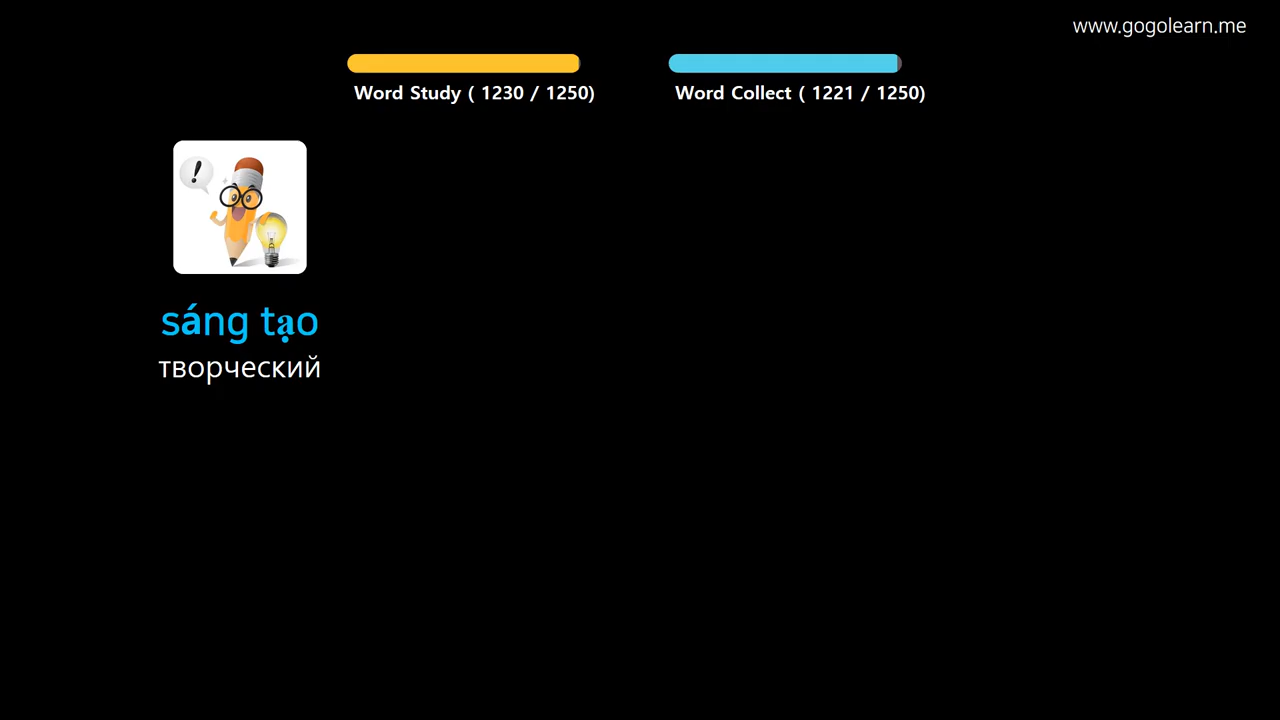 www.gogolearn.me
Word Study ( 1230 / 1250)
Word Collect ( 1221 / 1250)
!
sáng tạo
творческий